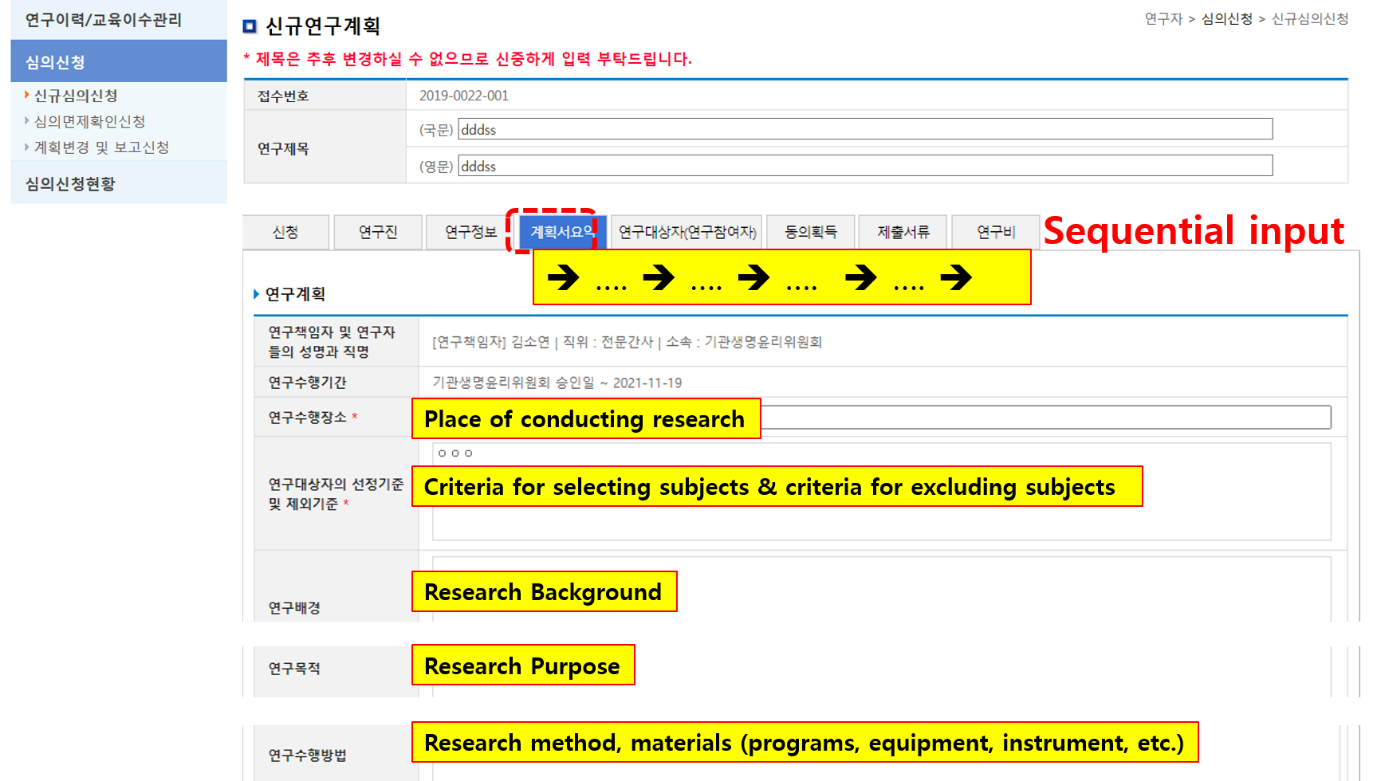 연구이력/교육이수관리
심의신청
신규심의신청
심의면제확인신청
계획변경 및 보고신청
심의신청현황
신규연구계획
연구자 > 심의신청 > 신규심의신청
* 제목은 추후 변경하실 수 없으므로 신중하게 입력 부탁드립니다.
접수번호 2019-0022-001
연구제목
(국문) dddss
(영문) dddss
신청 연구진 연구정보 계획서요약 연구대상자(연구참여자) 동의획득 제출서류 연구비
Sequential input
➔ .... ➔ .... ➔ .... ➔ .... ➔
연구계획
연구책임자 및 연구자
들의 성명과 직명
[연구책임자] 김소연 | 직위 : 전문간사 | 소속 : 기관생명윤리위원회
연구수행기간 기관생명윤리위원회 승인일 ~ 2021-11-19
연구수행장소 * Place of conducting research
ㅇㅇㅇ
연구대상자의 선정기준
및 제외기준 *
Criteria for selecting subjects & criteria for excluding subjects
연구배경 Research Background
연구목적 Research Purpose
연구수행방법 Research method, materials (programs, equipment, instrument, etc.)